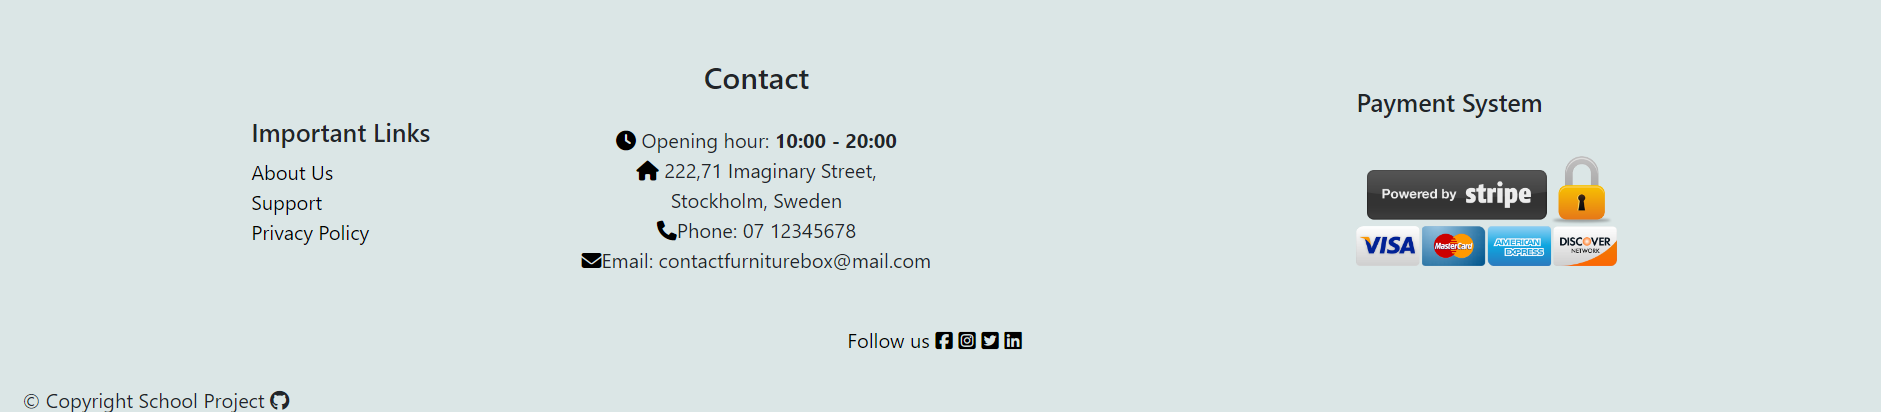 Important Links
About Us
Support
Privacy Policy
Contact
Opening hour: 10:00 - 20:00
222,71 Imaginary Street,
Stockholm, Sweden
Phone: 07 12345678
Email: contactfurniturebox@mail.com
Payment System
Powered by stripe
VISA
MasterCard
AMERICAN EXPRESS
DISCOVER NETWORK
Follow us
© Copyright School Project